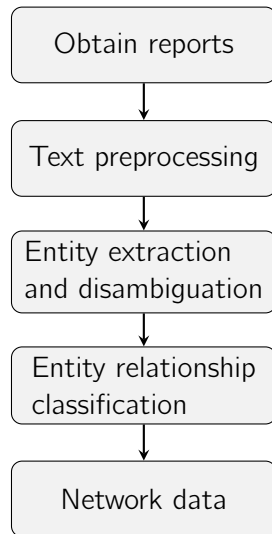 Obtain reports
Text preprocessing
Entity extraction
and disambiguation
Entity relationship
classification
Network data